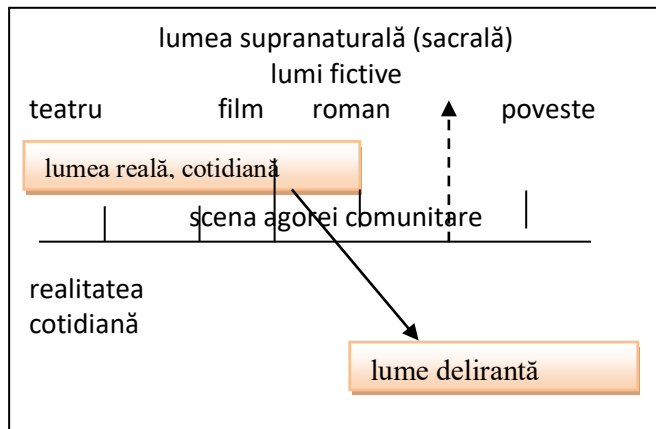 lumea supranaturală (sacrală)
lumi fictive
teatru film roman poveste
lumea reală, cotidiană
scena agorei comunitare
realitatea
cotidiană
lume delirantă